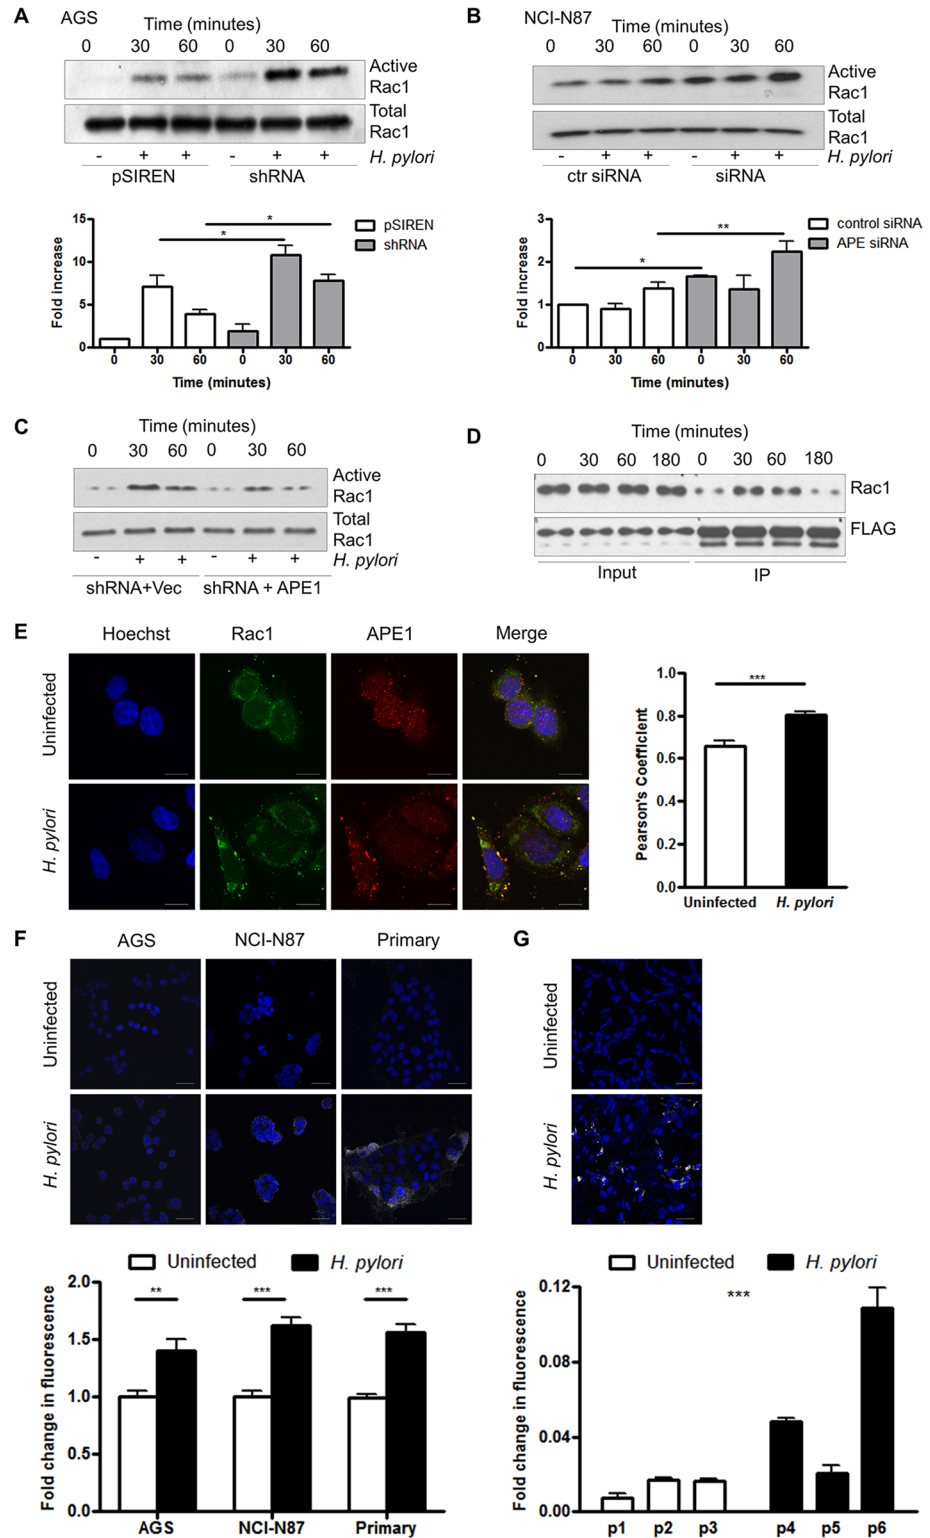 A AGS
Time (minutes)
0 30 60 0 30 60
Active
Rac1
Total
Rac1
- + + - + + H. pylori
pSIREN shRNA
Fold increase
15
10
5
0
* *
pSIREN
shRNA
0 30 60 0 30 60
Time (minutes)
B NCI-N87
Time (minutes)
0 30 60 0 30 60
Active
Rac1
Total
Rac1
- + + - + + H. pylori
ctr siRNA siRNA
Fold increase
3
2
1
0
* **
control siRNA
APE siRNA
0 30 60 0 30 60
Time (minutes)
C
Time (minutes)
0 30 60 0 30 60
Active
Rac1
Total
Rac1
- + + - + + H. pylori
shRNA+Vec shRNA + APE1
D
Time (minutes)
0 30 60 180 0 30 60 180
Rac1
FLAG
Input IP
E
Hoechst Rac1 APE1 Merge
Uninfected
H. pylori
Pearson's Coefficient
1.0
0.8
0.6
0.4
0.2
0.0
***
Uninfected H. pylori
F
AGS NCI-N87 Primary
Uninfected
H. pylori
Uninfected H. pylori
Fold change in fluorescence
2.0
1.5
1.0
0.5
0.0
** *** ***
AGS NCI-N87 Primary
G
Uninfected
H. pylori
Uninfected H. pylori
Fold change in fluorescence
0.12
0.08
0.04
0.00
***
p1 p2 p3 p4 p5 p6